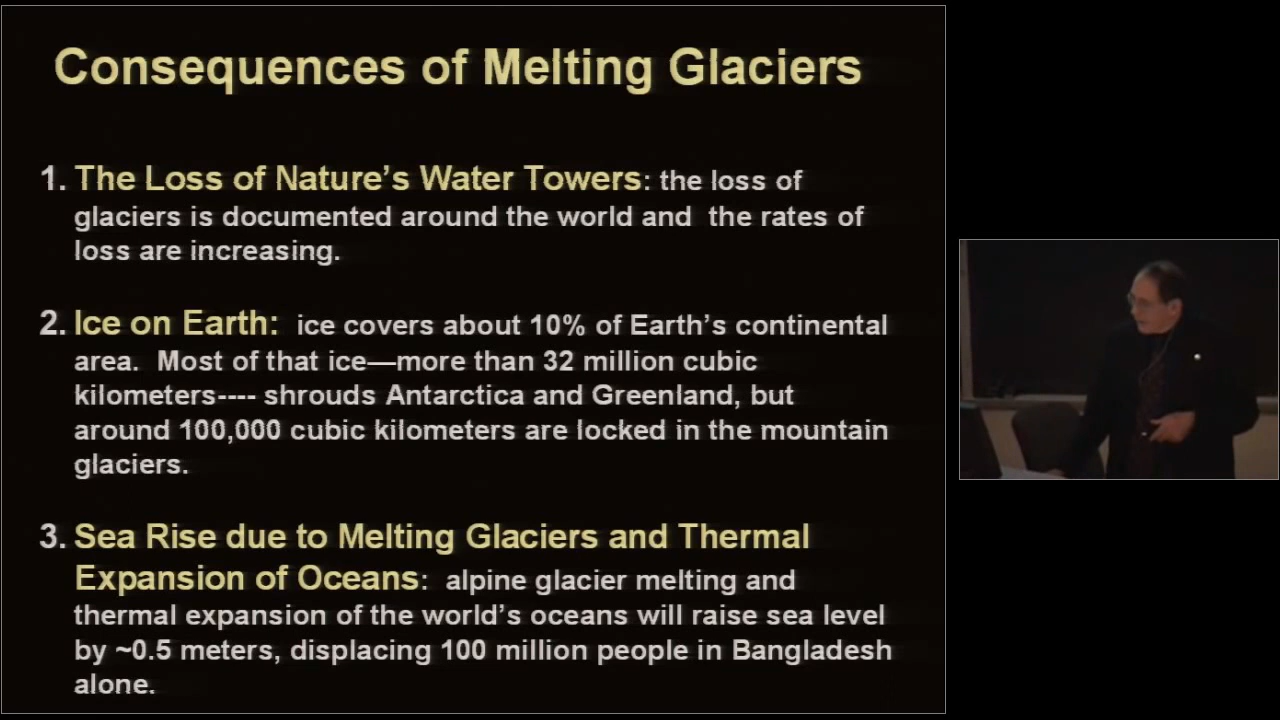 Consequences of Melting Glaciers
1. The Loss of Nature's Water Towers: the loss of
glaciers is documented around the world and  the rates of
loss are increasing.
2. Ice on Earth:  ice covers about 10% of Earth's continental
area.  Most of that ice—more than 32 million cubic
kilometers---- shrouds Antarctica and Greenland, but
around 100,000 cubic kilometers are locked in the mountain
glaciers.
3. Sea Rise due to Melting Glaciers and Thermal
Expansion of Oceans:  alpine glacier melting and
thermal expansion of the world's oceans will raise sea level
by ~0.5 meters, displacing 100 million people in Bangladesh
alone.